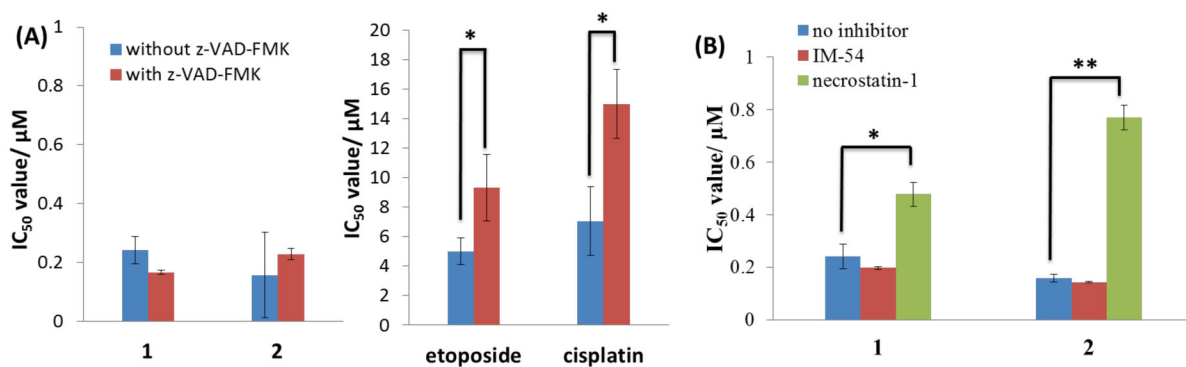 (A)
IC50 value/ μM
1
0.8
0.6
0.4
0.2
0
without z-VAD-FMK
with z-VAD-FMK
1 2
IC50 value/ μM
20
18
16
14
12
10
8
6
4
2
0
*
*
etoposide cisplatin
(B)
no inhibitor
IM-54
necrostatin-1
IC50 value/ μM
1
0.8
0.6
0.4
0.2
0
*
**
1 2